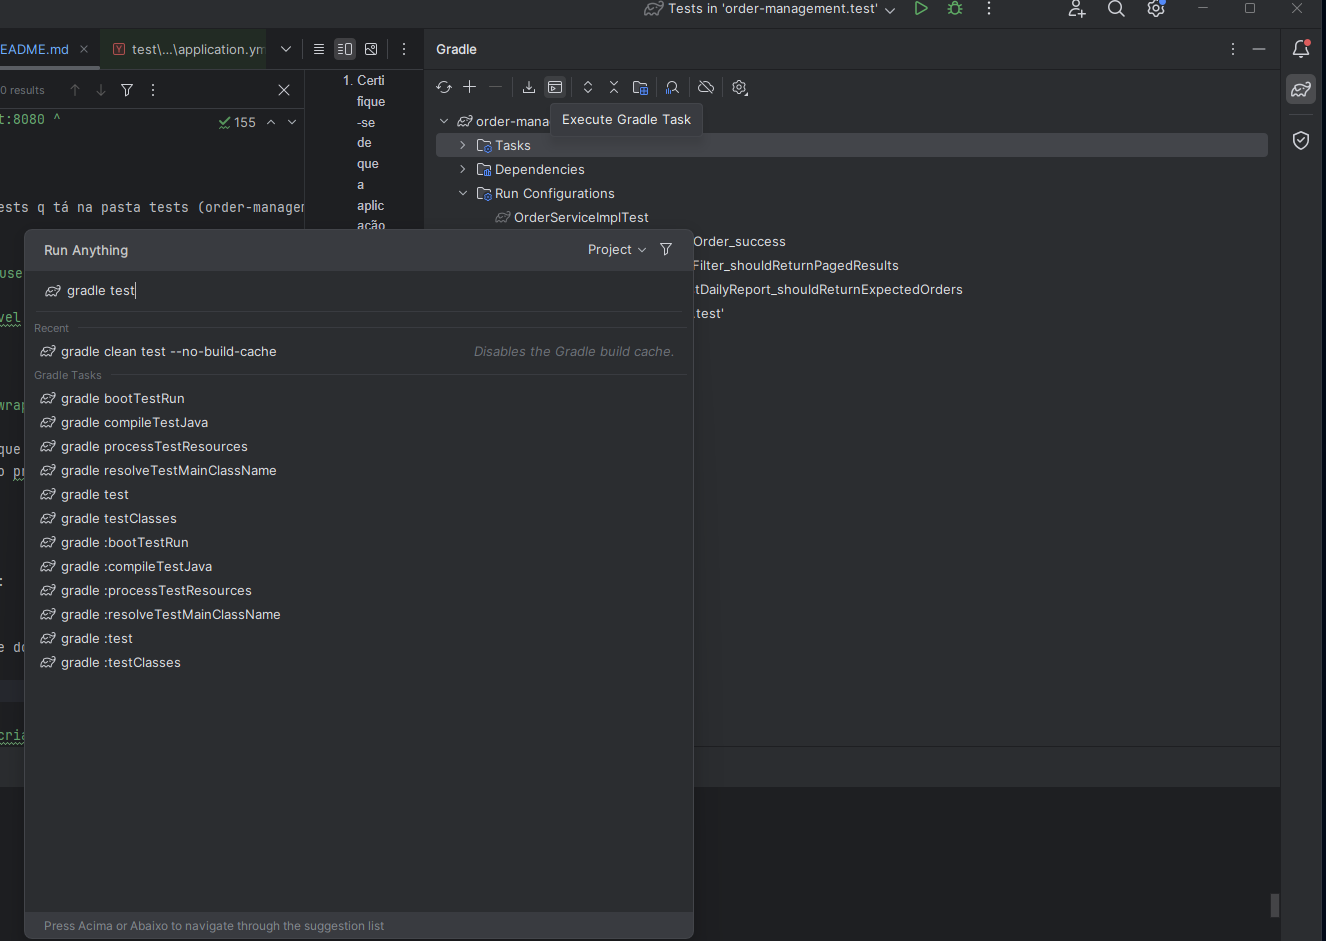 Tests in 'order-management.test'
EADME.md
test\...\application.ym
Gradle
0 results
t:8080 ^
155
1. Certi
fique
-se
de
que
a
aplic
ação
order-mana
Execute Gradle Task
Tasks
Dependencies
Run Configurations
OrderServiceImplTest
Order_success
Filter_shouldReturnPagedResults
tDailyReport_shouldReturnExpectedOrders
.test'
ests q tá na pasta tests (order-manager
use
vel
wrap
que
o pr
:
e do
cria
Run Anything
Project
gradle test
Recent
gradle clean test --no-build-cache
Disables the Gradle build cache.
Gradle Tasks
gradle bootTestRun
gradle compileTestJava
gradle processTestResources
gradle resolveTestMainClassName
gradle test
gradle testClasses
gradle :bootTestRun
gradle :compileTestJava
gradle :processTestResources
gradle :resolveTestMainClassName
gradle :test
gradle :testClasses
Press Acima or Abaixo to navigate through the suggestion list